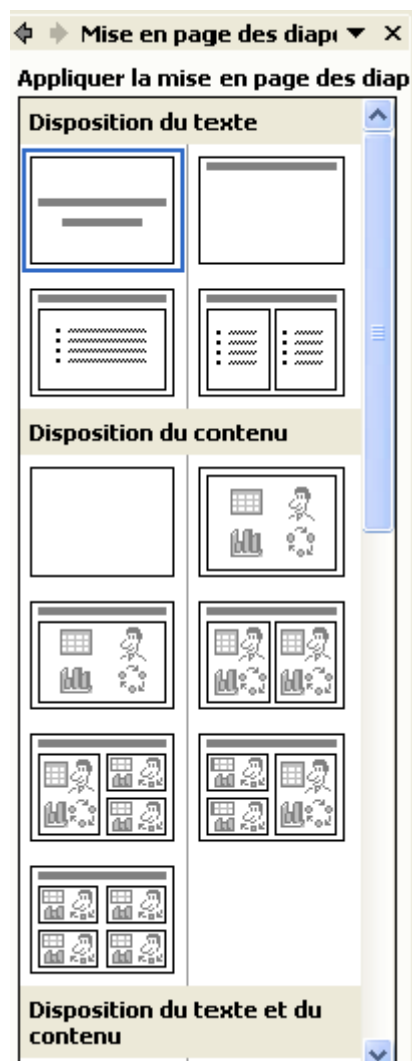 Mise en page des diap
Appliquer la mise en page des diap
Disposition du texte
Disposition du contenu
Disposition du texte et du
contenu